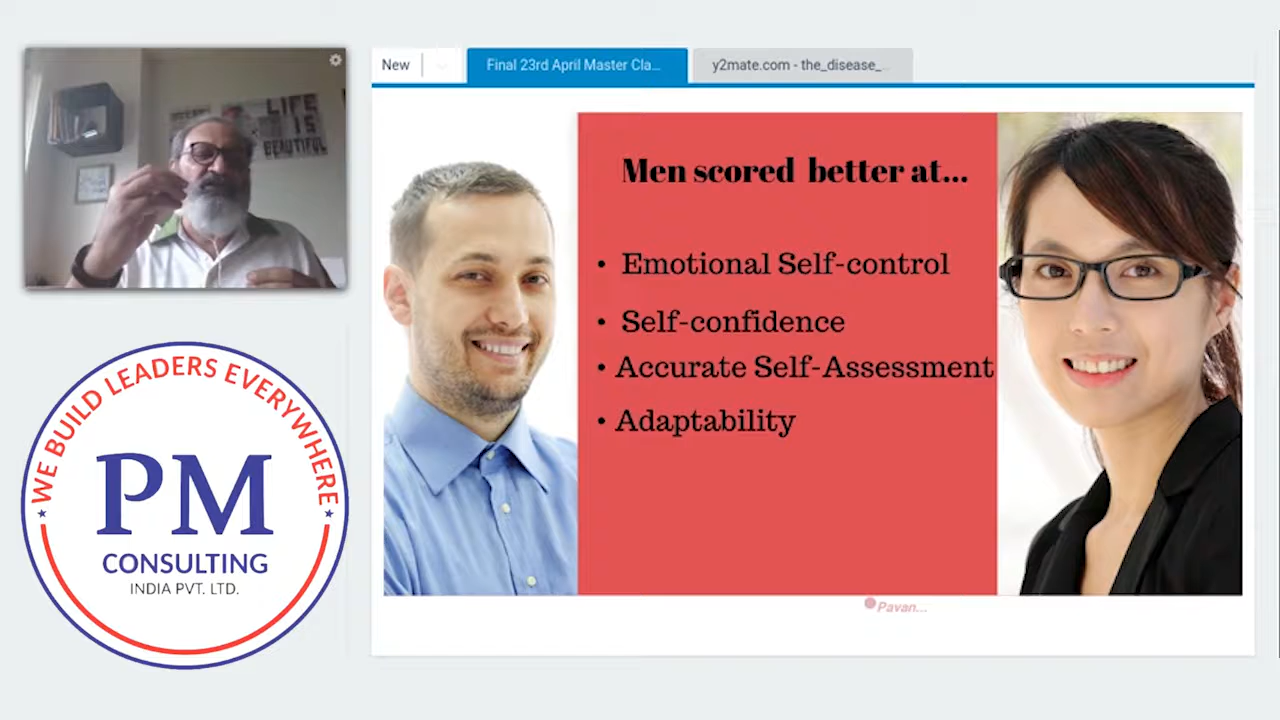 LIFE
IS
BEAUTIFUL
WE BUILD LEADERS EVERYWHERE
PM
CONSULTING
INDIA PVT. LTD.
New
Final 23rd April Master Cla...
y2mate.com - the_disease_...
Men scored better at...
• Emotional Self-control
• Self-confidence
• Accurate Self-Assessment
• Adaptability
Pavan...